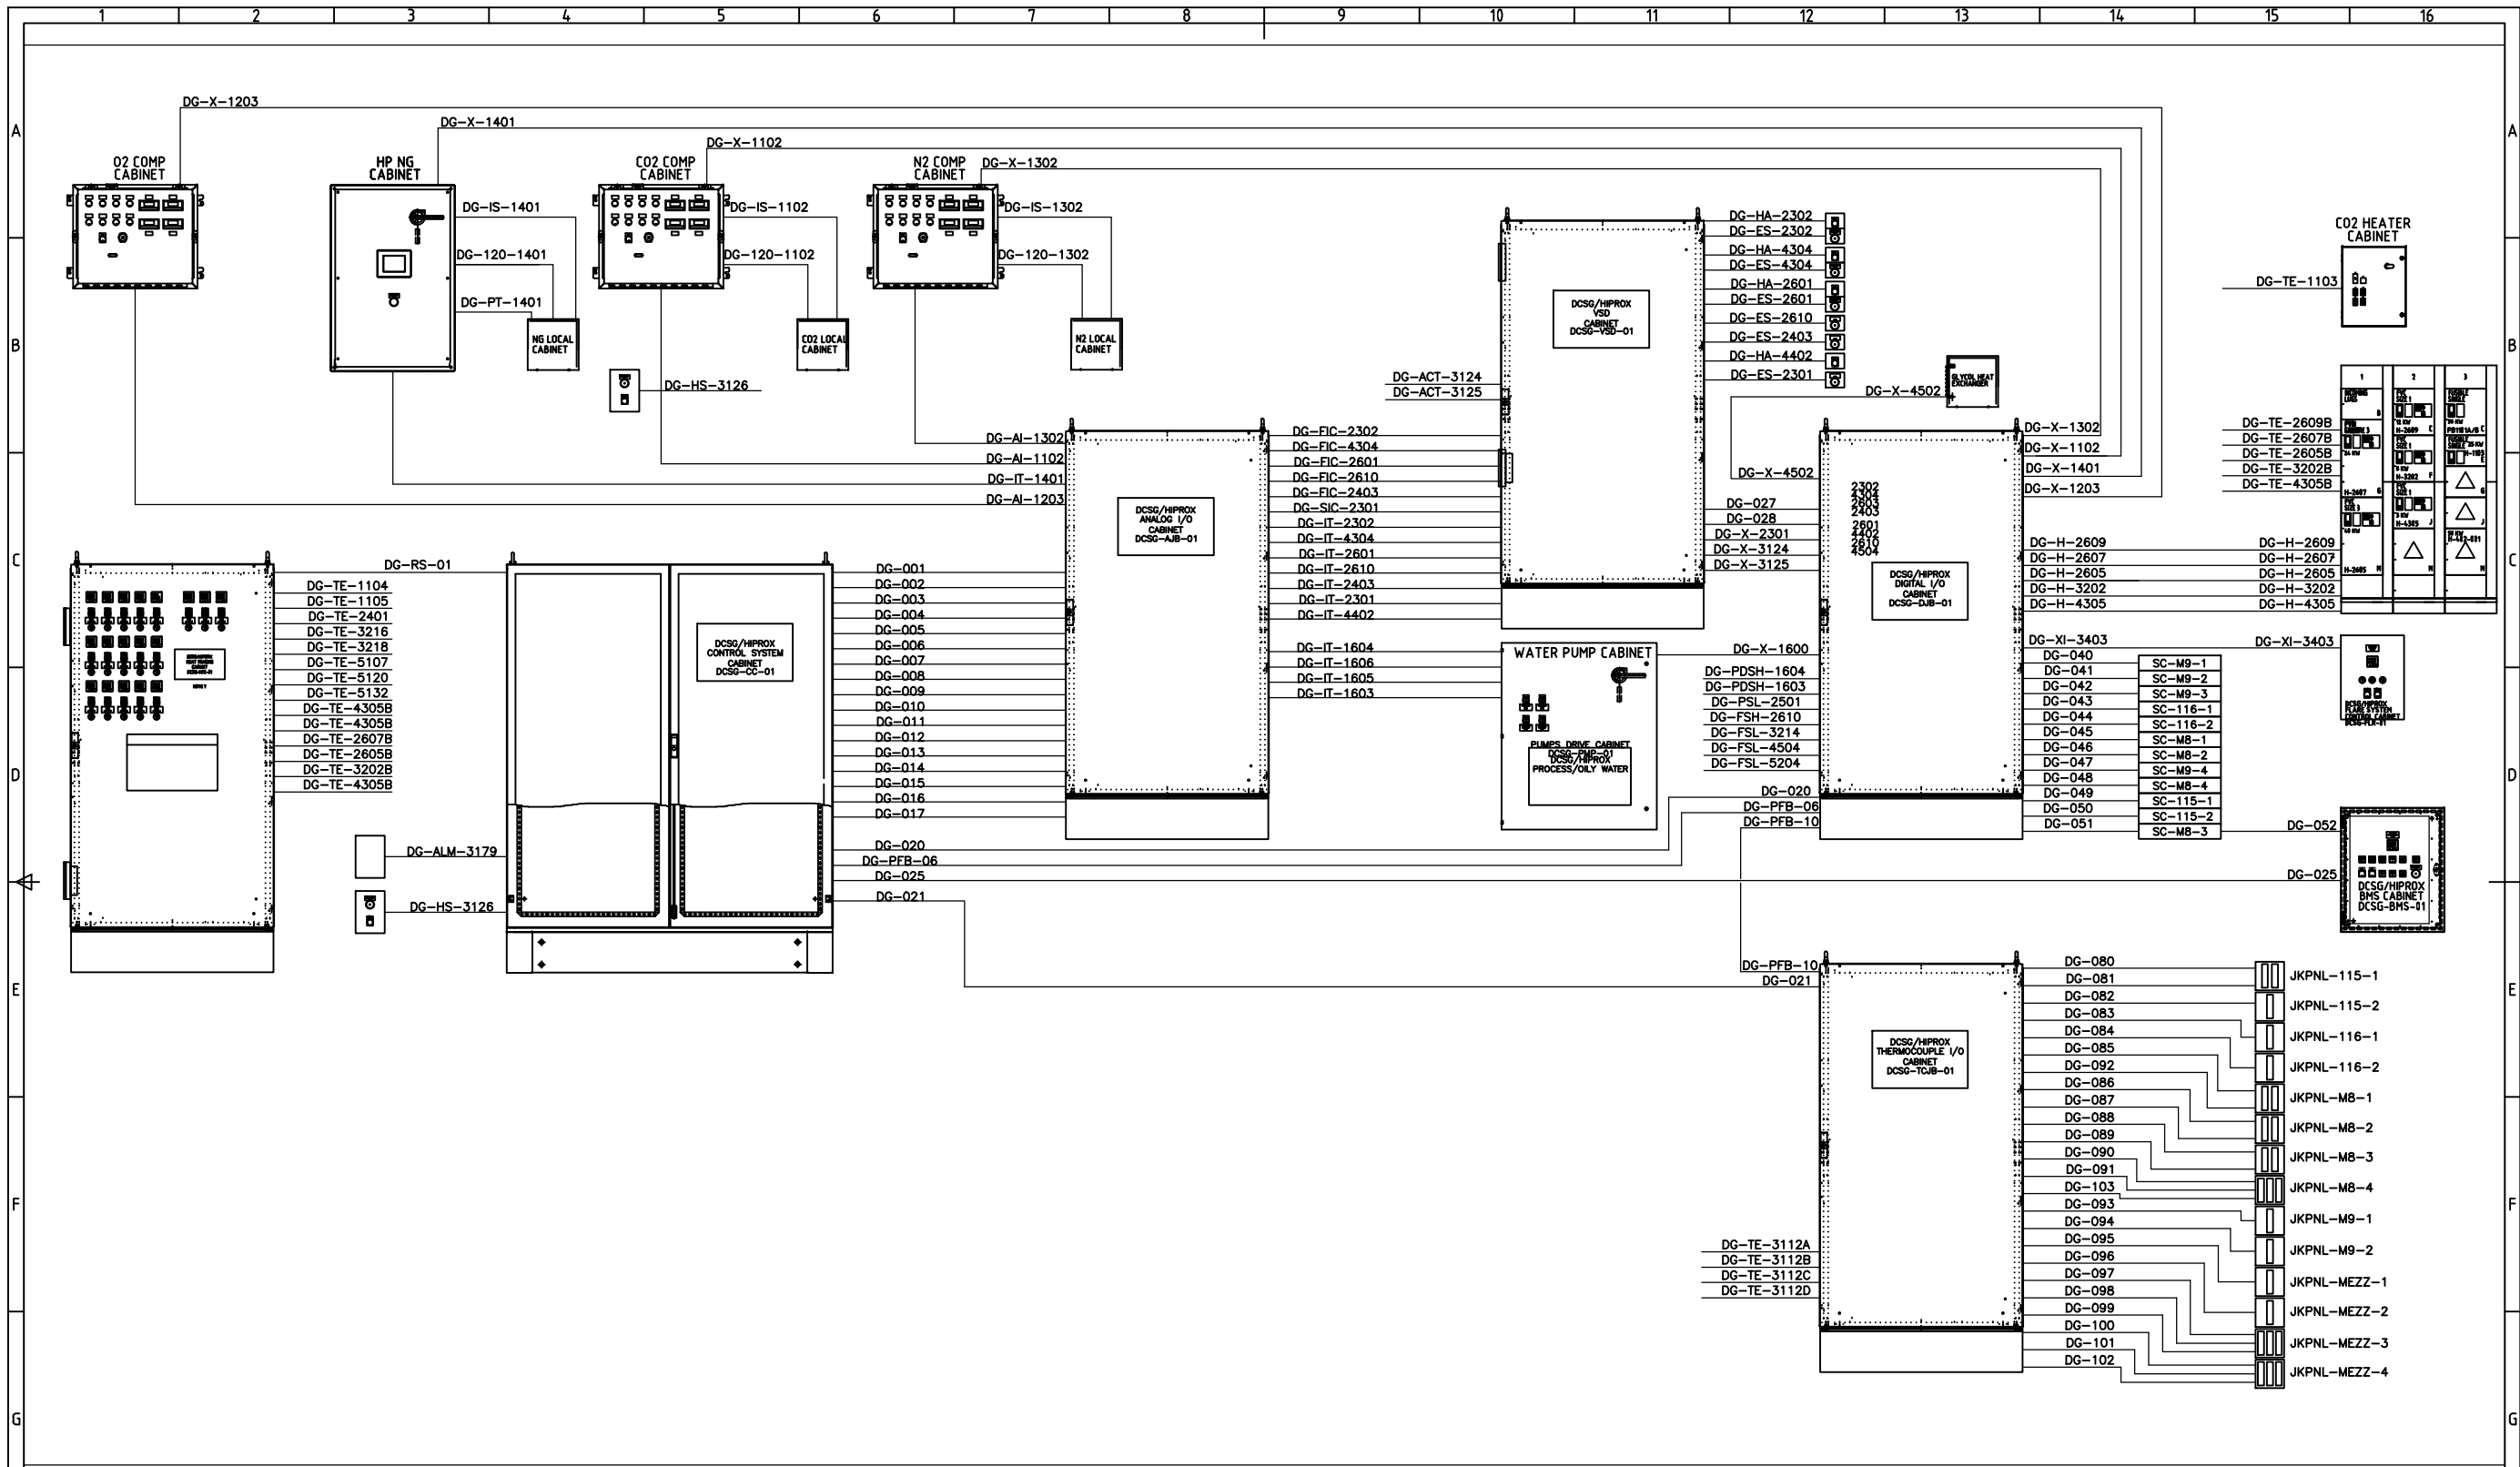 1 2 3 4 5 6 7 8 9 10 11 12 13 14 15 16
A
B
C
D
E
F
G
A
B
C
D
E
F
G
DG-X-1203
DG-X-1401
DG-X-1102
DG-X-1302
O2 COMP
CABINET
HP NG
CABINET
CO2 COMP
CABINET
N2 COMP
CABINET
DG-IS-1401
DG-120-1401
DG-PT-1401
NG LOCAL
CABINET
DG-IS-1102
DG-120-1102
CO2 LOCAL
CABINET
DG-IS-1302
DG-120-1302
N2 LOCAL
CABINET
DG-HS-3126
DG-AI-1302
DG-AI-1102
DG-IT-1401
DG-AI-1203
DG-RS-01
DG-TE-1104
DG-TE-1105
DG-TE-2401
DG-TE-3216
DG-TE-3218
DG-TE-5107
DG-TE-5120
DG-TE-5132
DG-TE-4305B
DG-TE-4305B
DG-TE-2607B
DG-TE-2605B
DG-TE-3202B
DG-TE-4305B
DG-ALM-3179
DG-HS-3126
DCSG/HIPROX
CONTROL SYSTEM
CABINET
DCSG-CC-01
DG-001
DG-002
DG-003
DG-004
DG-005
DG-006
DG-007
DG-008
DG-009
DG-010
DG-011
DG-012
DG-013
DG-014
DG-015
DG-016
DG-017
DG-020
DG-PFB-06
DG-025
DG-021
DCSG/HIPROX
ANALOG I/O
CABINET
DCSG-AJB-01
DG-FIC-2302
DG-FIC-4304
DG-FIC-2601
DG-FIC-2610
DG-FIC-2403
DG-SIC-2301
DG-IT-2302
DG-IT-4304
DG-IT-2601
DG-IT-2610
DG-IT-2403
DG-IT-2301
DG-IT-4402
DG-IT-1604
DG-IT-1606
DG-IT-1605
DG-IT-1603
DG-ACT-3124
DG-ACT-3125
DCSG/HIPROX
VSD
CABINET
DCSG-VSD-01
DG-HA-2302
DG-ES-2302
DG-HA-4304
DG-ES-4304
DG-HA-2601
DG-ES-2601
DG-ES-2610
DG-ES-2403
DG-HA-4402
DG-ES-2301
DG-X-4502
GLYCOL HEAT
EXCHANGER
DG-X-4502
DG-027
DG-028
DG-X-2301
DG-X-3124
DG-X-3125
WATER PUMP CABINET
PUMPS DRIVE CABINET
DCSG-PMP-01
DCSG/HIPROX
PROCESS/OILY WATER
DG-X-1600
DG-PDSH-1604
DG-PDSH-1603
DG-PSL-2501
DG-FSH-2610
DG-FSL-3214
DG-FSL-4504
DG-FSL-5204
DG-020
DG-PFB-06
DG-PFB-10
2302
4304
2603
2403
2601
4402
2610
4504
DCSG/HIPROX
DIGITAL I/O
CABINET
DCSG-DJB-01
DG-X-1302
DG-X-1102
DG-X-1401
DG-X-1203
DG-H-2609 DG-H-2609
DG-H-2607 DG-H-2607
DG-H-2605 DG-H-2605
DG-H-3202 DG-H-3202
DG-H-4305 DG-H-4305
DG-XI-3403 DG-XI-3403
DG-040 SC-M9-1
DG-041 SC-M9-2
DG-042 SC-M9-3
DG-043 SC-116-1
DG-044 SC-116-2
DG-045 SC-M8-1
DG-046 SC-M8-2
DG-047 SC-M9-4
DG-048 SC-M8-4
DG-049 SC-115-1
DG-050 SC-115-2
DG-051 SC-M8-3
DG-052
DG-025
CO2 HEATER
CABINET
DG-TE-1103
DG-TE-2609B
DG-TE-2607B
DG-TE-2605B
DG-TE-3202B
DG-TE-4305B
1 2 3
H-2609
H-3202
H-2607
H-4305
H-2605
DCSG/HIPROX
FLARE SYSTEM
CONTROL CABINET
DCSG-FLR-01
DCSG/HIPROX
BMS CABINET
DCSG-BMS-01
DG-PFB-10
DG-021
DCSG/HIPROX
THERMOCOUPLE I/O
CABINET
DCSG-TCJB-01
DG-TE-3112A
DG-TE-3112B
DG-TE-3112C
DG-TE-3112D
DG-080
DG-081
DG-082
DG-083
DG-084
DG-085
DG-092
DG-086
DG-087
DG-088
DG-089
DG-090
DG-091
DG-103
DG-093
DG-094
DG-095
DG-096
DG-097
DG-098
DG-099
DG-100
DG-101
DG-102
JKPNL-115-1
JKPNL-115-2
JKPNL-116-1
JKPNL-116-2
JKPNL-M8-1
JKPNL-M8-2
JKPNL-M8-3
JKPNL-M8-4
JKPNL-M9-1
JKPNL-M9-2
JKPNL-MEZZ-1
JKPNL-MEZZ-2
JKPNL-MEZZ-3
JKPNL-MEZZ-4